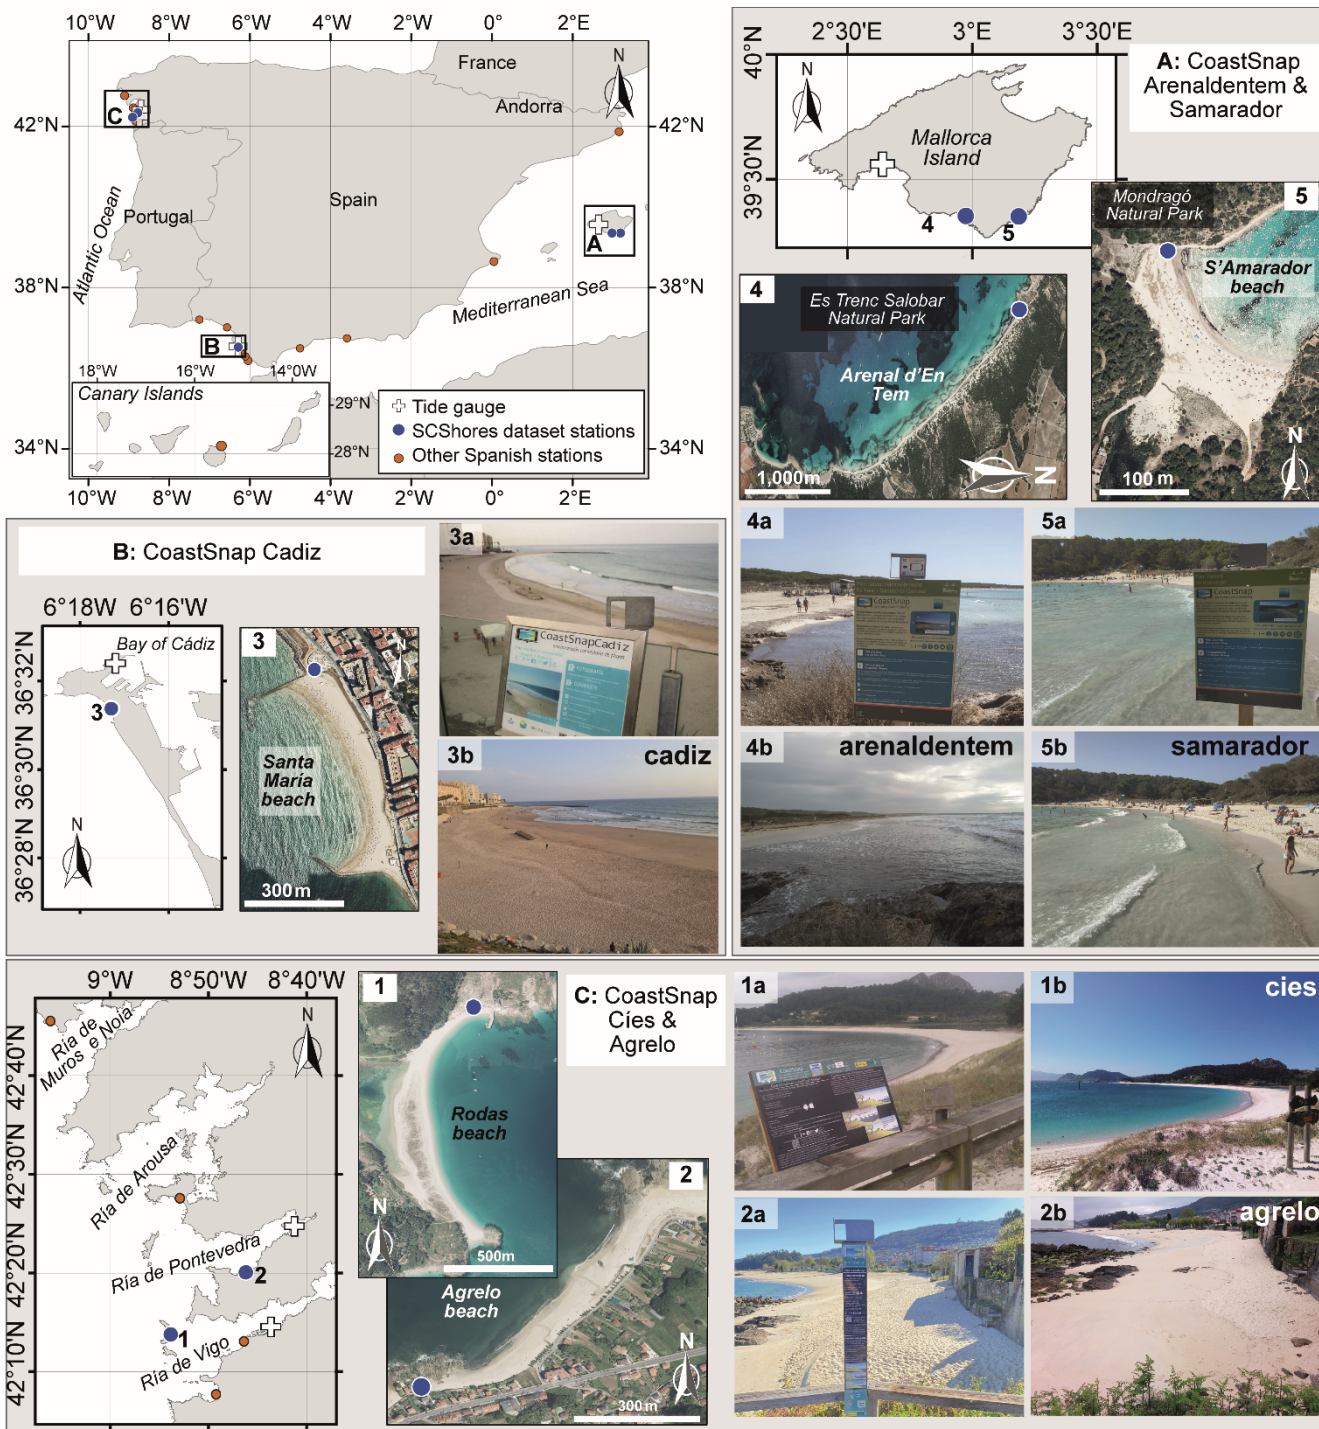 10°W 8°W 6°W 4°W 2°W 0° 2°E
France
N
Andorra
C
42°N
42°N
Spain
Portugal
Atlantic Ocean
A
38°N
38°N
Mediterranean Sea
B
18°W 16°W 14°W
Canary Islands
29°N
28°N
Tide gauge
SCShores dataset stations
Other Spanish stations
34°N
34°N
10°W 8°W 6°W 4°W 2°W 0° 2°E
2°30'E 3°E 3°30'E
40°N
39°30'N
N
Mallorca
Island
4
5
A: CoastSnap
Arenaldentem &
Samarador
4
Es Trenc Salobar
Natural Park
Arenal d'En
Tem
1,000m
N
Mondragó
Natural Park
5
S'Amarador
beach
100 m
N
4a
CoastSnap
5a
CoastSnap
4b
arenaldentem
5b
samarador
B: CoastSnap Cadiz
6°18'W 6°16'W
Bay of Cádiz
36°32'N
36°30'N
36°28'N
3
N
3
N
Santa
María
beach
300 m
3a
CoastSnapCadiz
3b
cadiz
9°W 8°50'W 8°40'W
42°40'N
42°30'N
42°20'N
42°10'N
N
Ría de
Muros e Noia
Ría de Arousa
Ría de Pontevedra
2
1
Ría de Vigo
1
Rodas
beach
N
500m
C: CoastSnap
Cíes &
Agrelo
2
Agrelo
beach
N
300 m
1a
1b
cies
2a
2b
agrelo